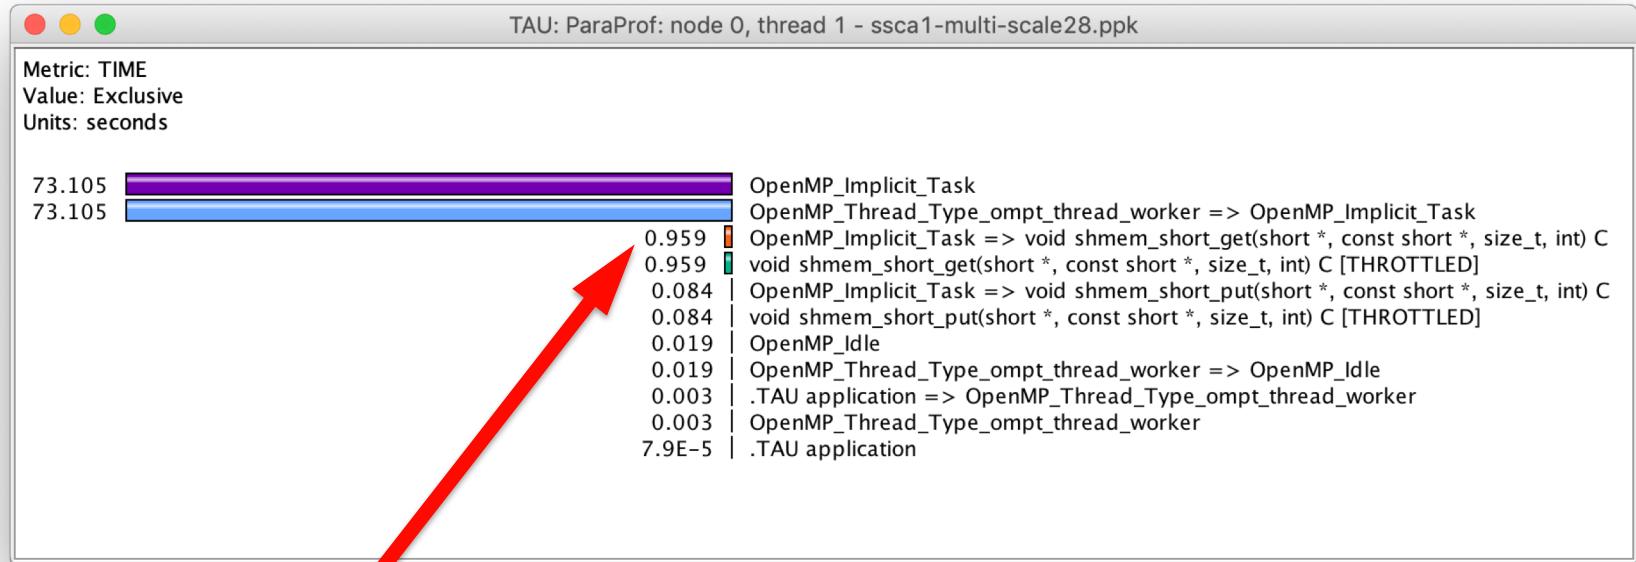 TAU: ParaProf: node 0, thread 1 - ssca1-multi-scale28.ppk
Metric: TIME
Value: Exclusive
Units: seconds
73.105 OpenMP_Implicit_Task
73.105 OpenMP_Thread_Type_ompt_thread_worker => OpenMP_Implicit_Task
0.959 OpenMP_Implicit_Task => void shmem_short_get(short *, const short *, size_t, int) C
0.959 void shmem_short_get(short *, const short *, size_t, int) C [THROTTLED]
0.084 OpenMP_Implicit_Task => void shmem_short_put(short *, const short *, size_t, int) C
0.084 void shmem_short_put(short *, const short *, size_t, int) C [THROTTLED]
0.019 OpenMP_Idle
0.019 OpenMP_Thread_Type_ompt_thread_worker => OpenMP_Idle
0.003 .TAU application => OpenMP_Thread_Type_ompt_thread_worker
0.003 OpenMP_Thread_Type_ompt_thread_worker
7.9E-5 .TAU application